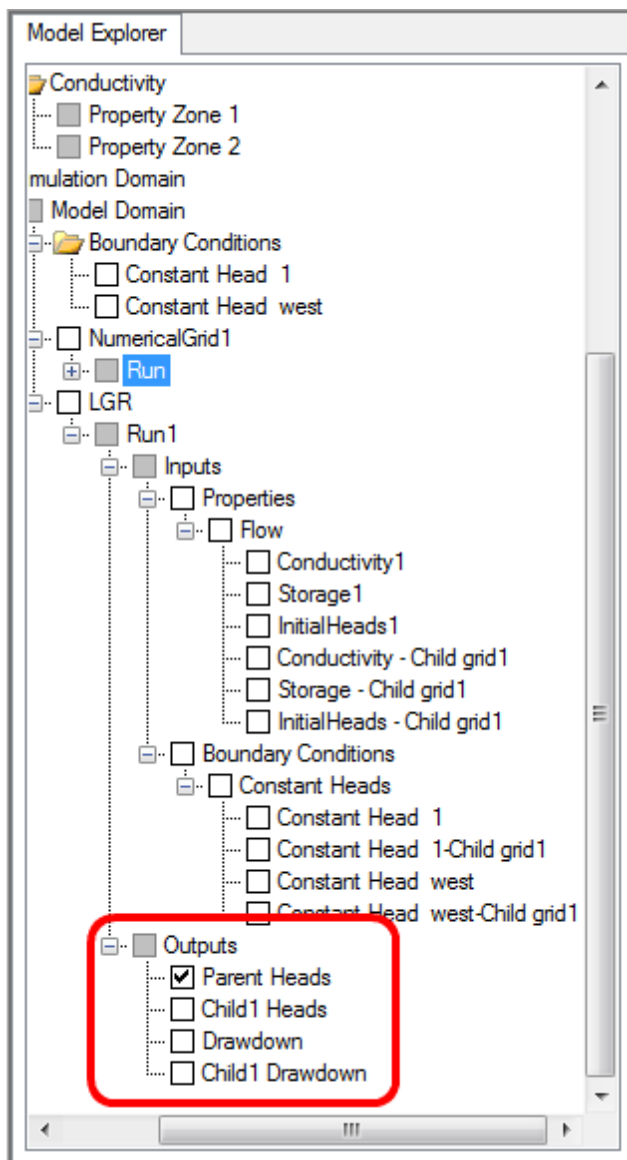 Model Explorer
Conductivity
Property Zone 1
Property Zone 2
mulation Domain
Model Domain
Boundary Conditions
Constant Head 1
Constant Head west
NumericalGrid1
Run
LGR
Run1
Inputs
Properties
Flow
Conductivity1
Storage1
InitialHeads1
Conductivity - Child grid1
Storage - Child grid1
InitialHeads - Child grid1
Boundary Conditions
Constant Heads
Constant Head 1
Constant Head 1-Child grid1
Constant Head west
Constant Head west-Child grid1
Outputs
Parent Heads
Child1 Heads
Drawdown
Child1 Drawdown